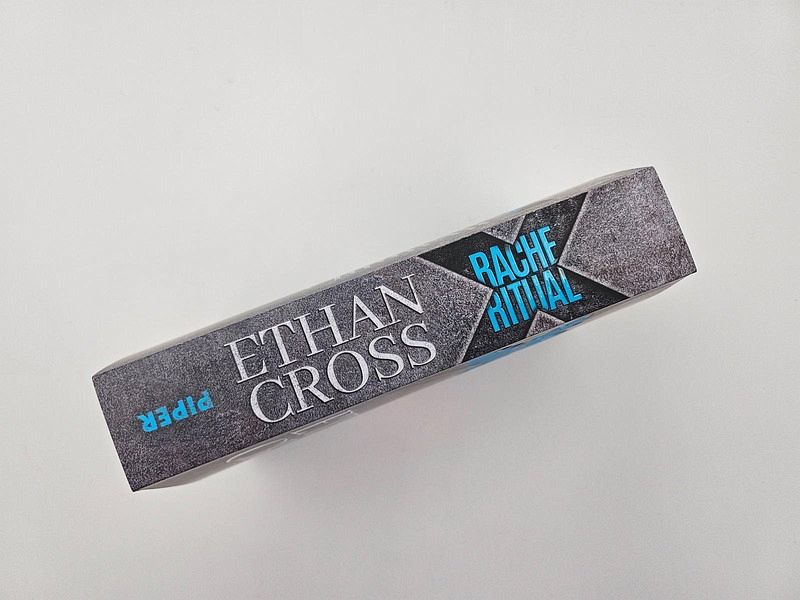 PIPER
ETHAN
CROSS
RACHE
RITUAL